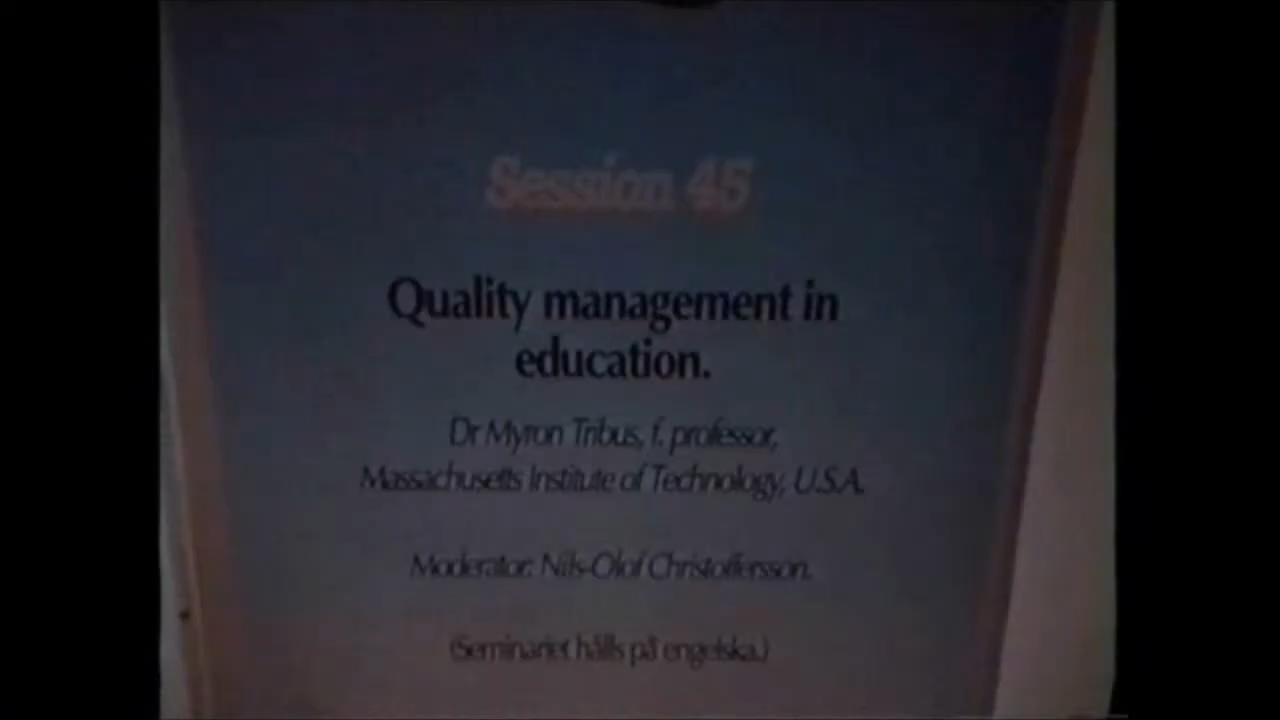 Session 45
Quality management in
education.
Dr Myron Tribus, f. professor,
Massachusetts Institute of Technology, U.S.A.
Moderator: Nils-Olof Christoffersson.
(Seminariet hålls på engelska.)